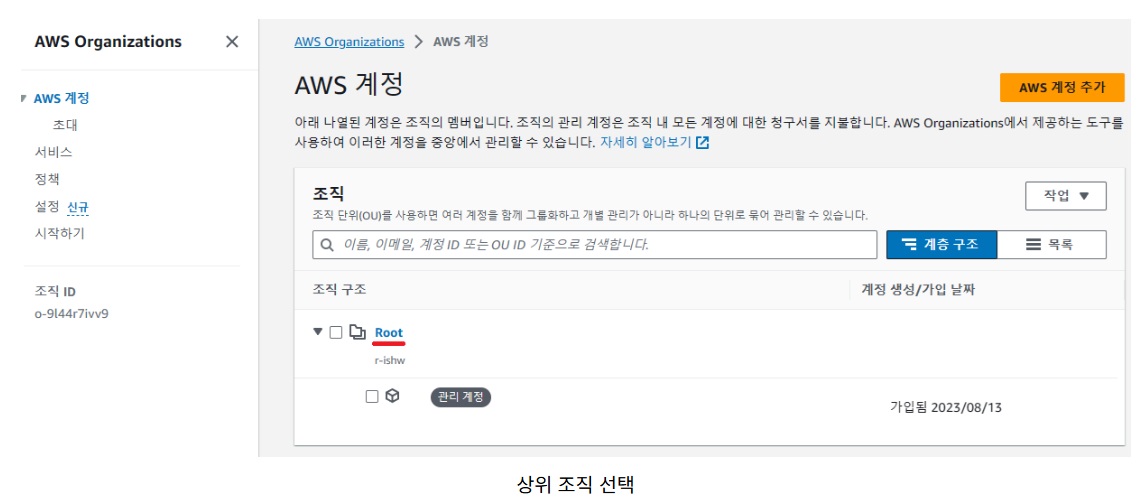 AWS Organizations
AWS 계정
초대
서비스
정책
설정 신규
시작하기
조직 ID
o-9l44r7ivv9
AWS Organizations > AWS 계정
AWS 계정
AWS 계정 추가
아래 나열된 계정은 조직의 멤버입니다. 조직의 관리 계정은 조직 내 모든 계정에 대한 청구서를 지불합니다. AWS Organizations에서 제공하는 도구를
사용하여 이러한 계정을 중앙에서 관리할 수 있습니다. 자세히 알아보기
조직
작업
조직 단위(OU)를 사용하면 여러 계정을 함께 그룹화하고 개별 관리가 아니라 하나의 단위로 묶어 관리할 수 있습니다.
이름, 이메일, 계정 ID 또는 OU ID 기준으로 검색합니다.
계층 구조
목록
조직 구조
계정 생성/가입 날짜
Root
r-ishw
관리 계정
가입됨 2023/08/13
상위 조직 선택